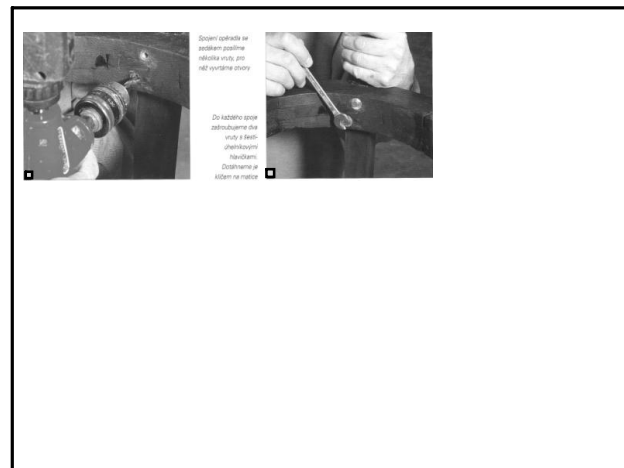 Spojení opěradla se
sedákem posílíme
několika vruty, pro
něž vyvrtáme otvory
Do každého spoje
zašroubujeme dva
vruty s šesti-
úhelníkovými
hlavičkami.
Dotáhneme je
klíčem na matice